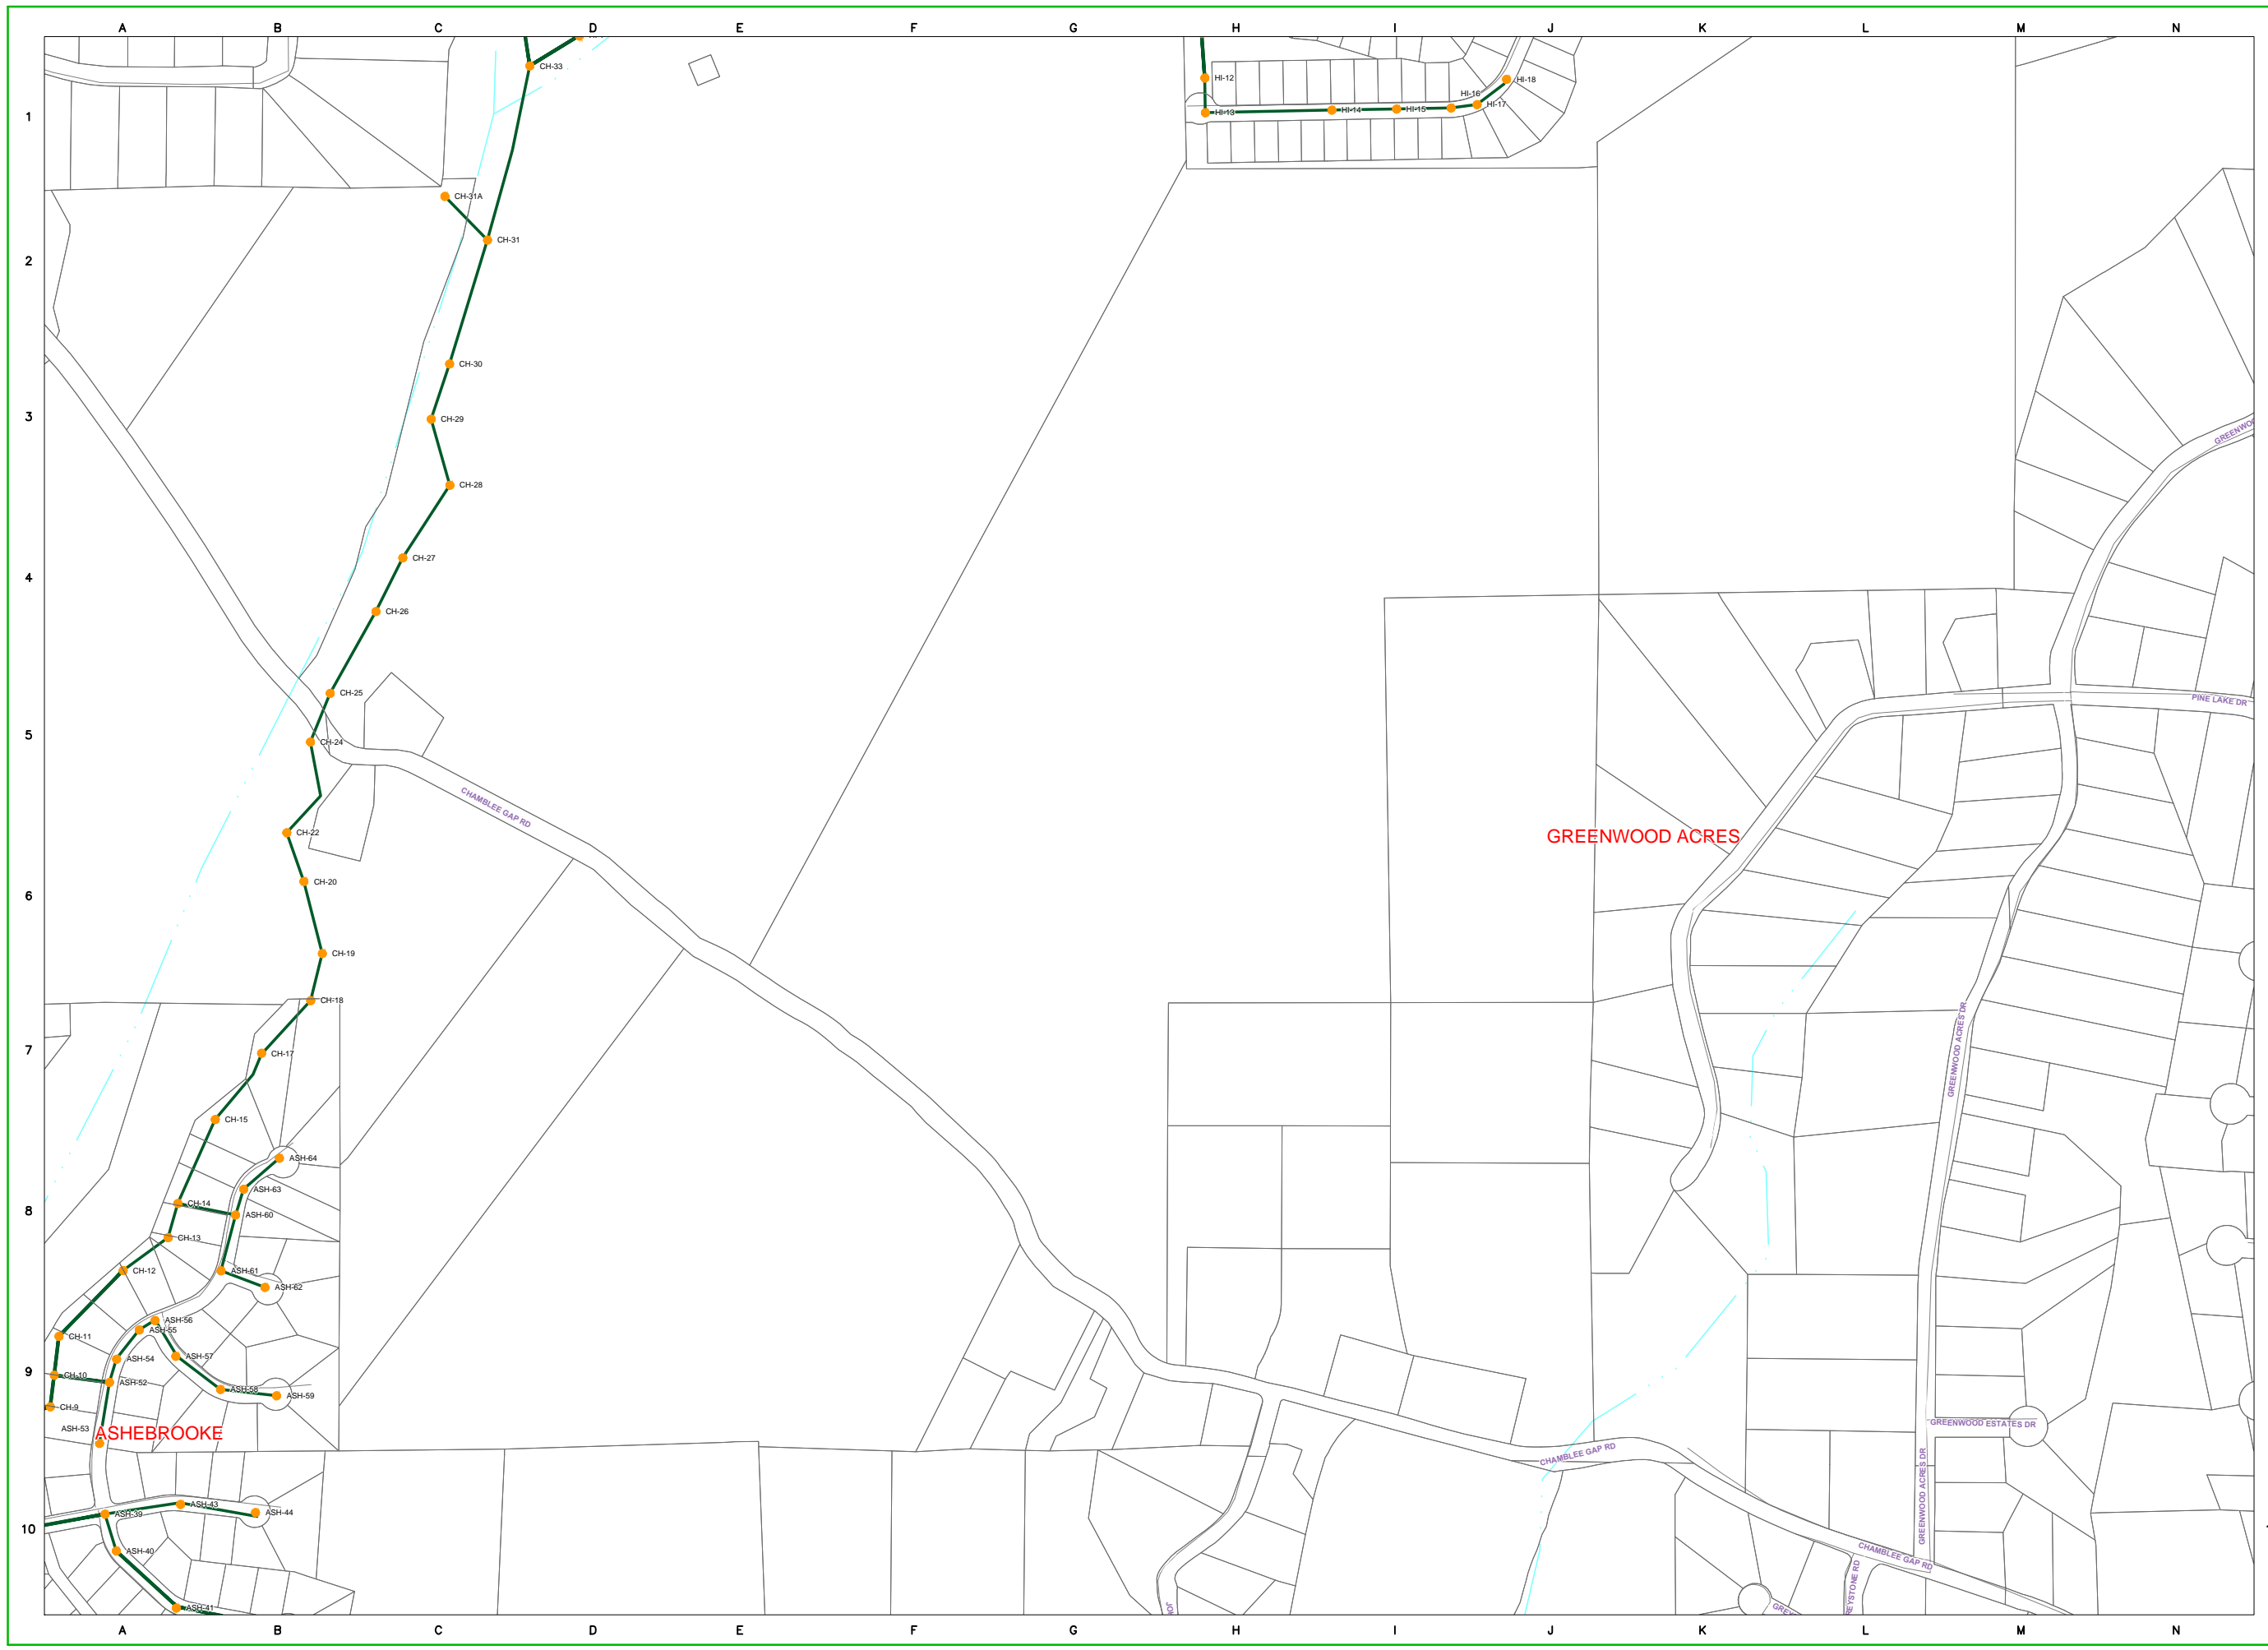 A B C D E F G H I J K L M N
CH-33
HI-12
HI-18
HI-16
HI-17
1
HI-13
HI-14
HI-15
CH-31A
CH-31
2
CH-30
3
CH-29
GREENWO
CH-28
CH-27
4
CH-26
CH-25
PINE LAKE DR
5
CH-24
CHAMBLEE GAP RD
CH-22
GREENWOOD ACRES
CH-20
6
CH-19
CH-18
7
CH-17
GREENWOOD ACRES DR
CH-15
ASH-64
ASH-63
CH-14
8
ASH-60
CH-13
CH-12
ASH-61
ASH-62
ASH-56
ASH-55
CH-11
ASH-57
ASH-54
9
CH-10
ASH-52
ASH-58
ASH-59
CH-9
ASH-53
ASHEBROOKE
GREENWOOD ESTATES DR
CHAMBLEE GAP RD
GREENWOOD ACRES DR
ASH-43
ASH-39
ASH-44
10
ASH-40
CHAMBLEE GAP RD
EYSTONE RD
ASH-41
JON
GREY
A B C D E F G H I J K L M N